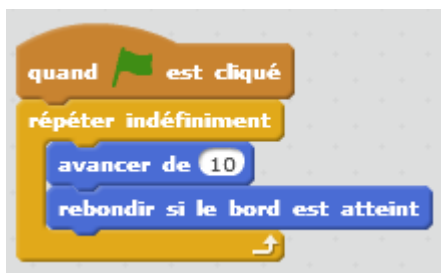 quand est cliqué
répéter indéfiniment
avancer de 10
rebondir si le bord est atteint